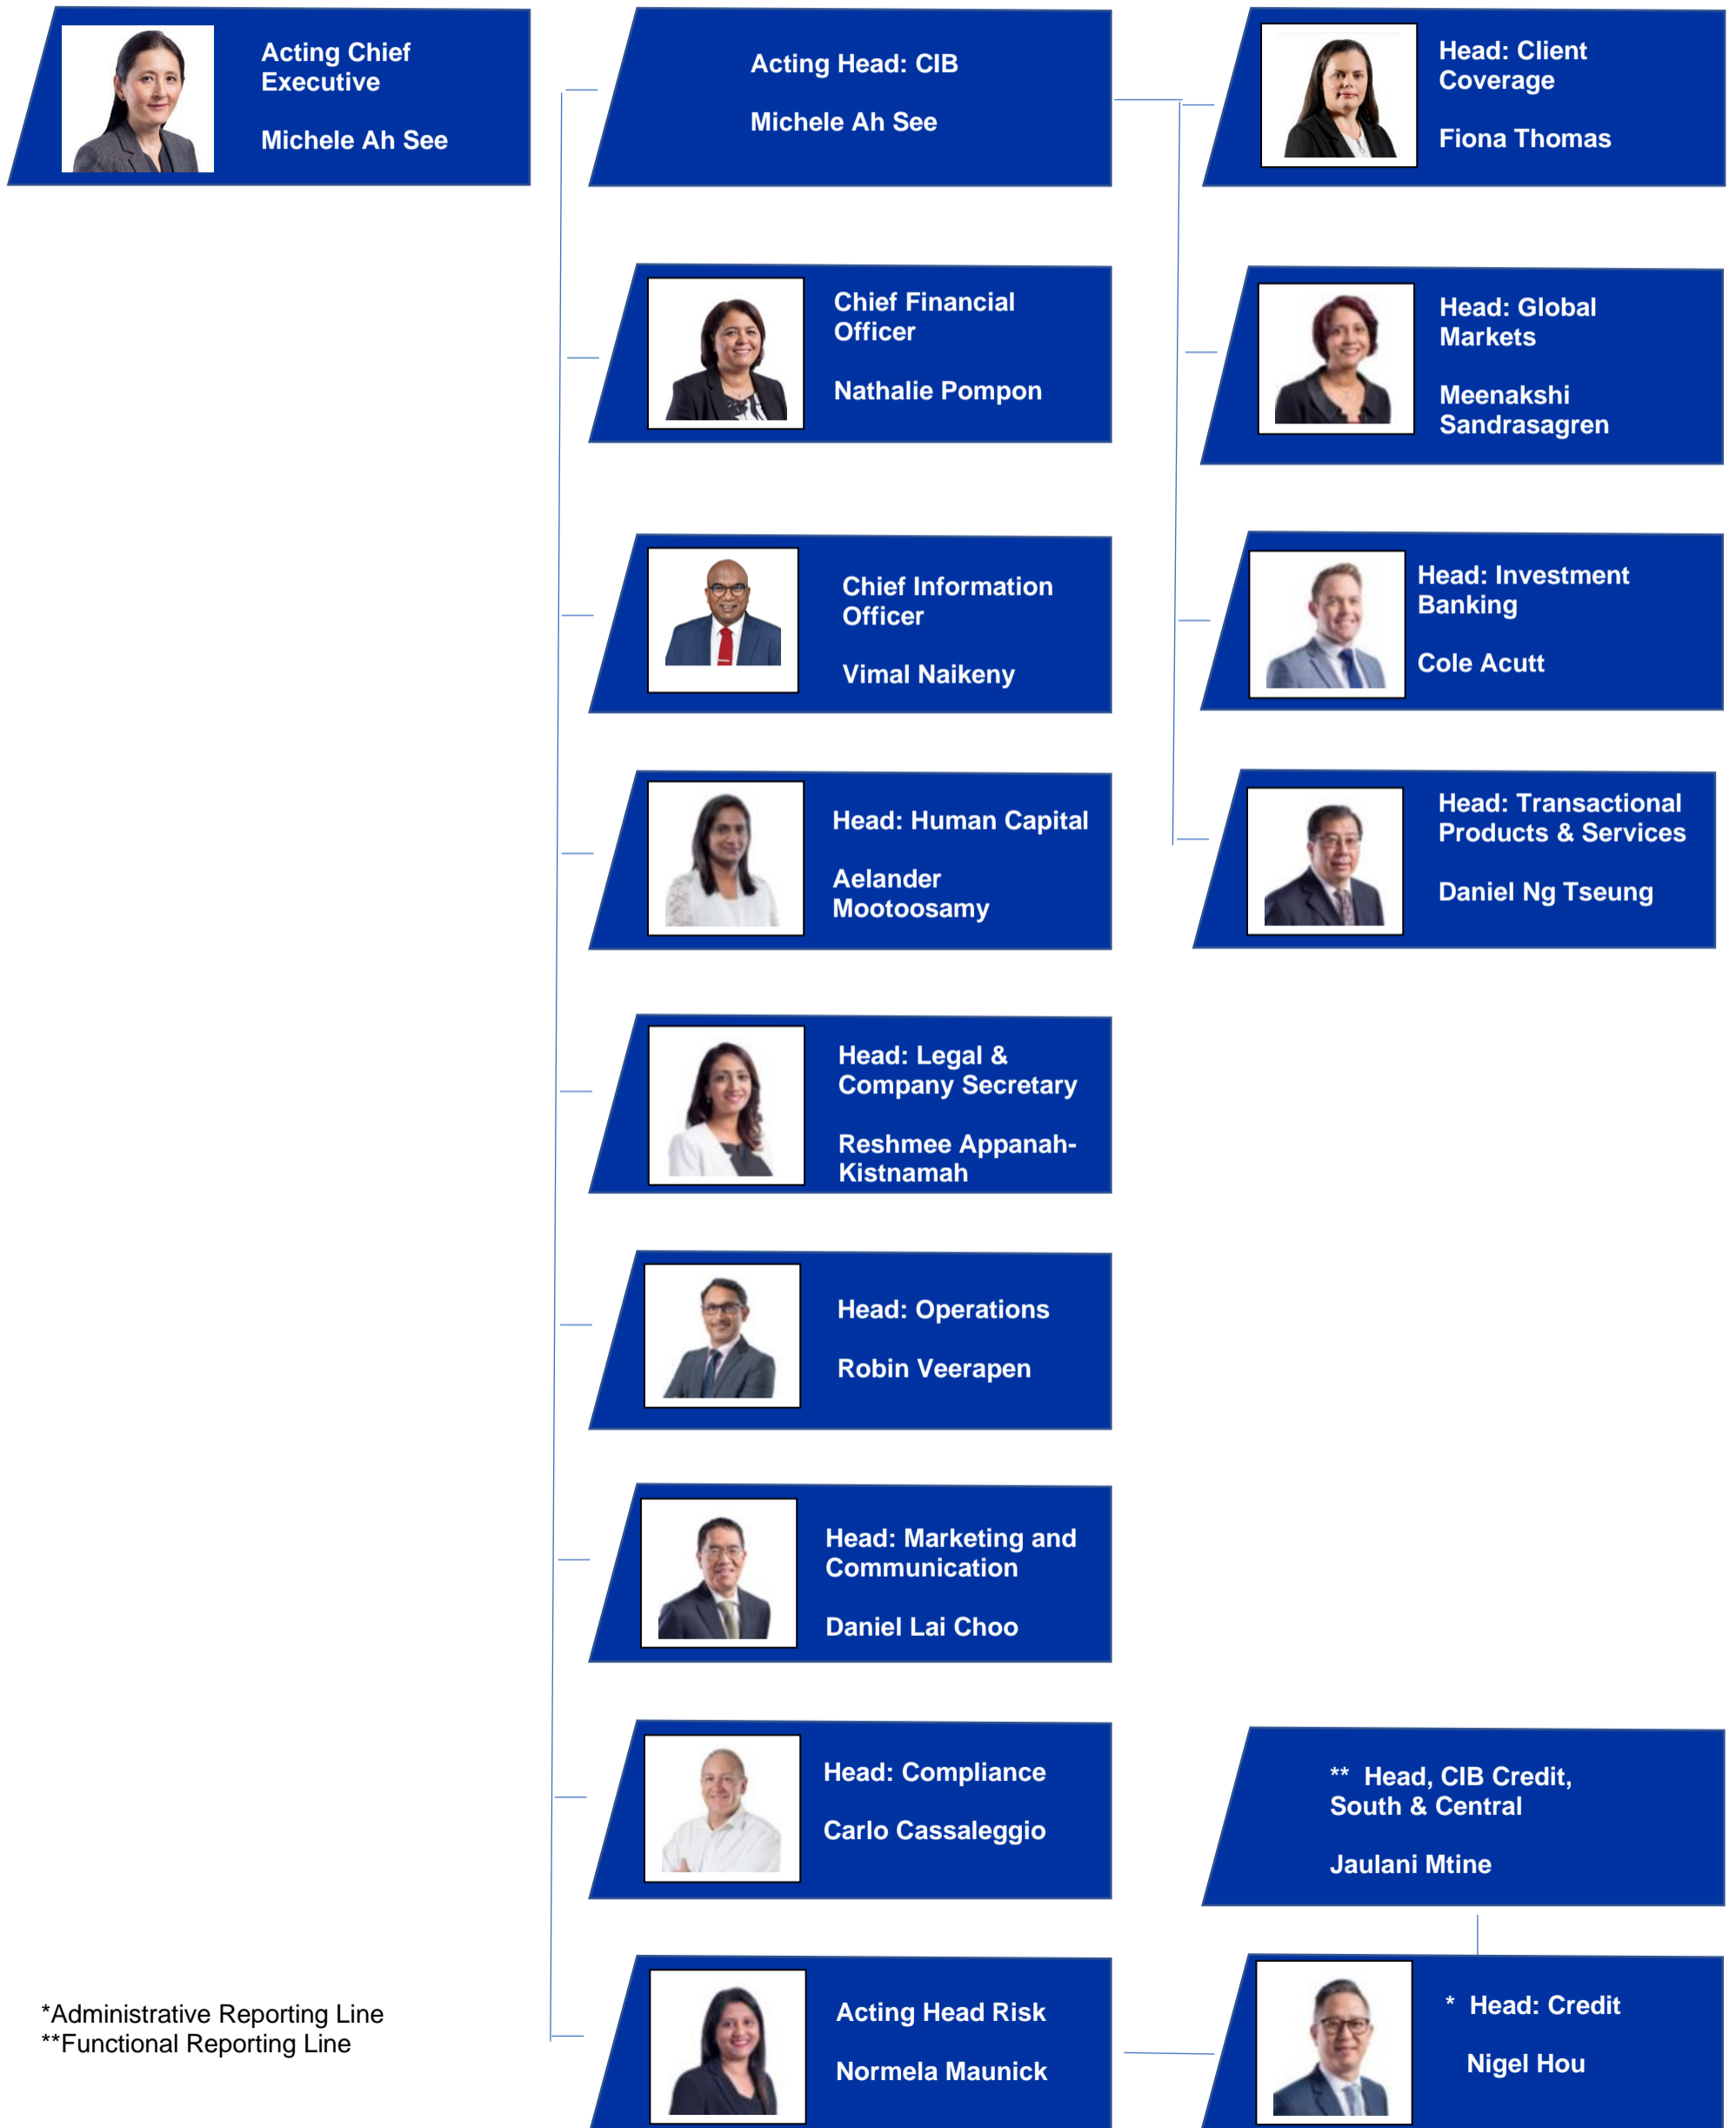 Acting Chief
Executive
Michele Ah See
Acting Head: CIB
Michele Ah See
Head: Client
Coverage
Fiona Thomas
Chief Financial
Officer
Nathalie Pompon
Head: Global
Markets
Meenakshi
Sandrasagren
Chief Information
Officer
Vimal Naikeny
Head: Investment
Banking
Cole Acutt
Head: Human Capital
Aelander
Mootoosamy
Head: Transactional
Products & Services
Daniel Ng Tseung
Head: Legal &
Company Secretary
Reshmee Appanah-
Kistnamah
Head: Operations
Robin Veerapen
Head: Marketing and
Communication
Daniel Lai Choo
Head: Compliance
Carlo Cassaleggio
** Head, CIB Credit,
South & Central
Jaulani Mtine
Acting Head Risk
Normela Maunick
* Head: Credit
Nigel Hou
*Administrative Reporting Line
**Functional Reporting Line